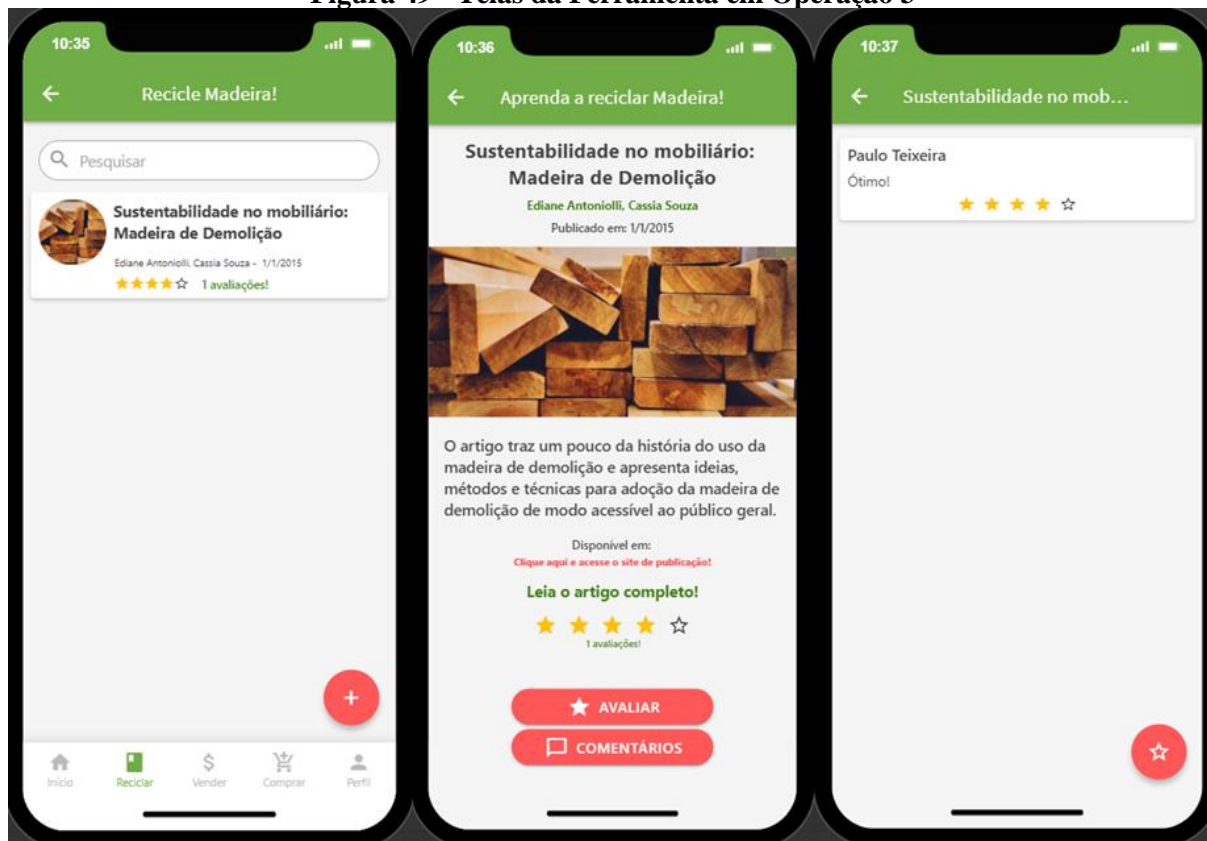 Figura 49 - Telas da Ferramenta em Operação 3
10:35
Recicle Madeira!
Pesquisar
Sustentabilidade no mobiliário:
Madeira de Demolição
Ediane Antoniolli, Cassia Souza - 1/1/2015
1 avaliações!
Início
Reciclar
Vender
Comprar
Perfil
10:36
Aprenda a reciclar Madeira!
Sustentabilidade no mobiliário:
Madeira de Demolição
Ediane Antoniolli, Cassia Souza
Publicado em: 1/1/2015
O artigo traz um pouco da história do uso da
madeira de demolição e apresenta ideias,
métodos e técnicas para adoção da madeira de
demolição de modo acessível ao público geral.
Disponível em:
Clique aqui e acesse o site de publicação!
Leia o artigo completo!
1 avaliações!
AVALIAR
COMENTÁRIOS
10:37
Sustentabilidade no mob...
Paulo Teixeira
Ótimo!